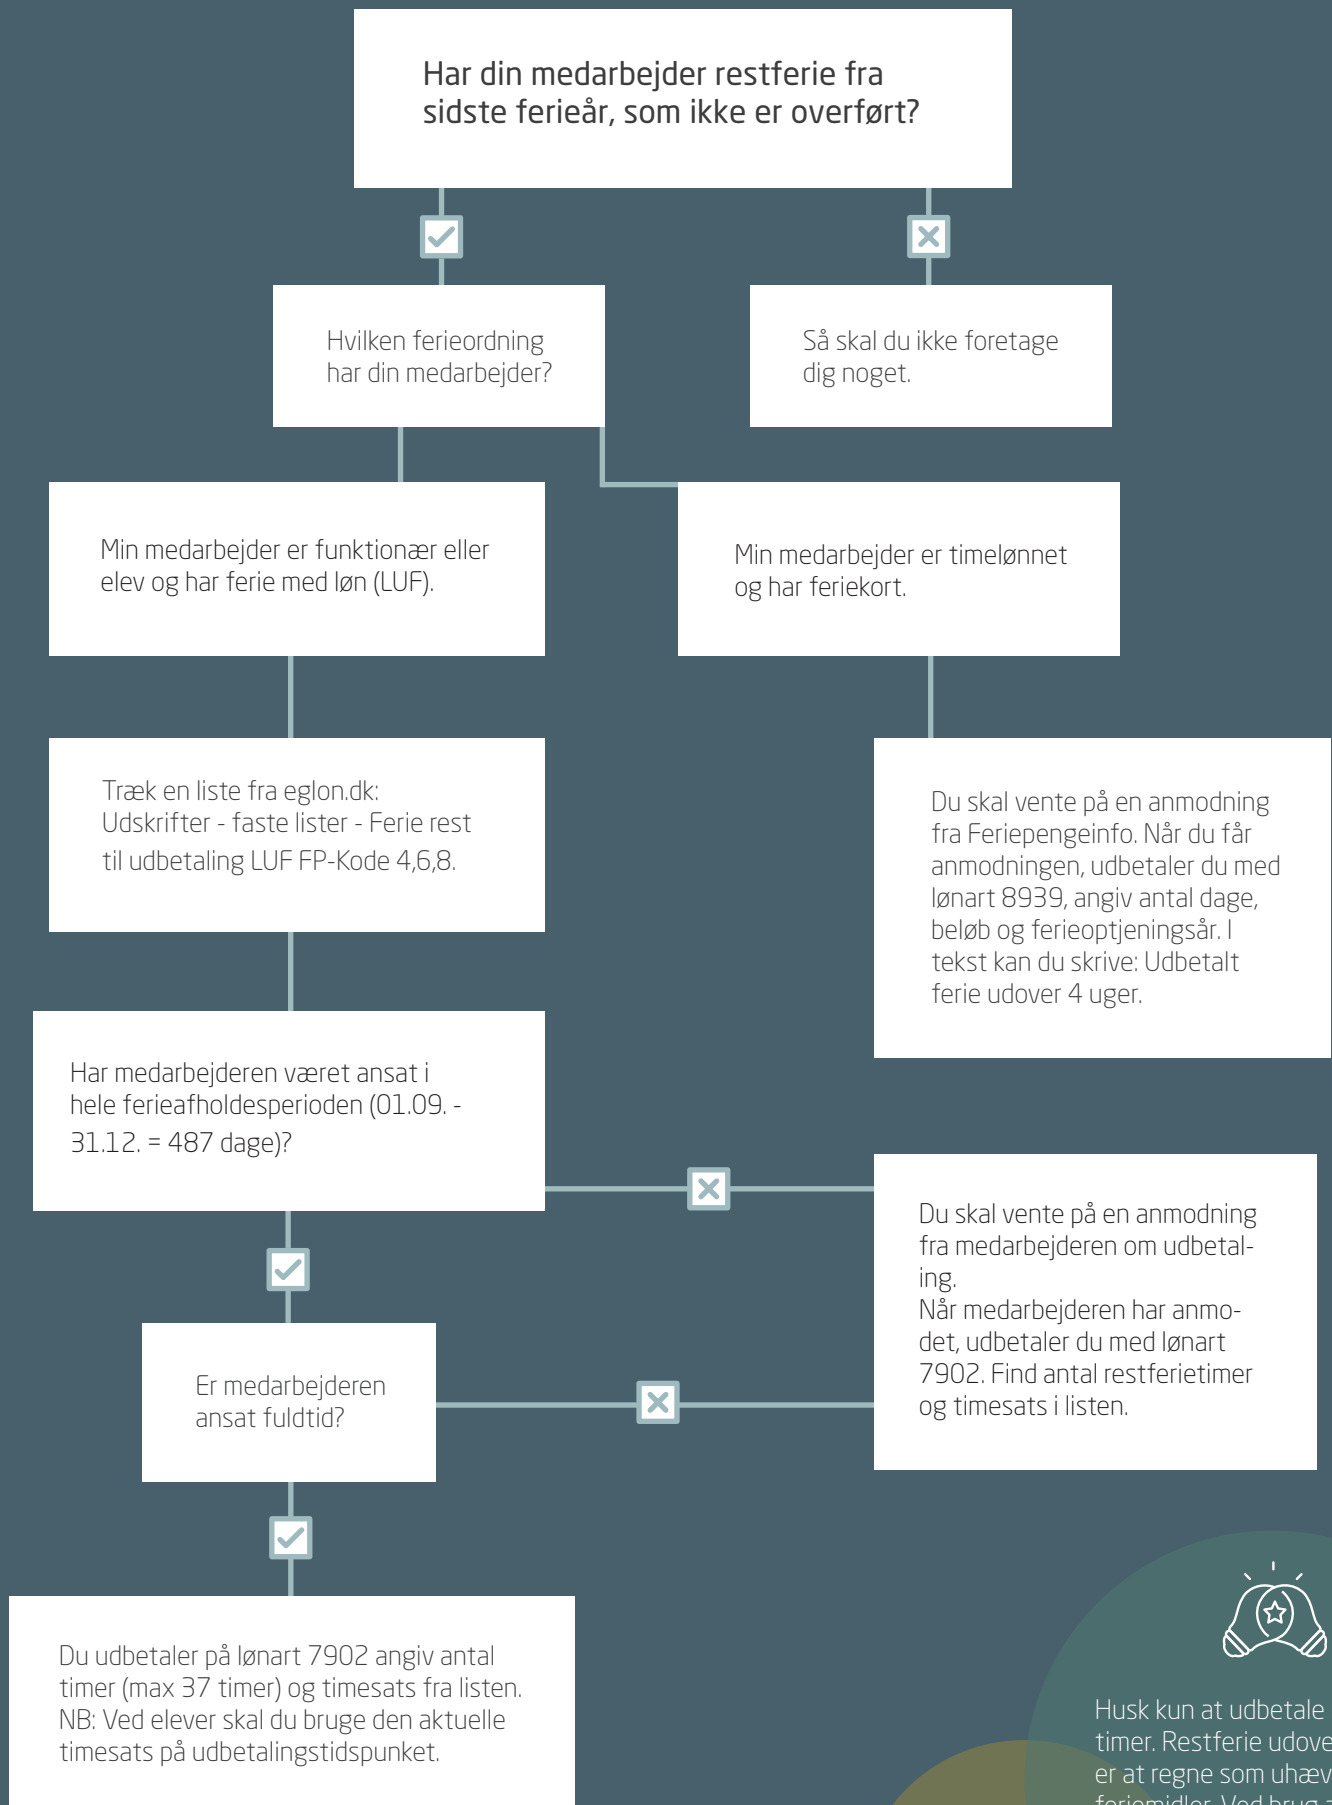 Har din medarbejder restferie fra
sidste ferieår, som ikke er overført?
Hvilken ferieordning
har din medarbejder?
Så skal du ikke foretage
dig noget.
Min medarbejder er funktionær eller
elev og har ferie med løn (LUF).
Min medarbejder er timelønnet
og har feriekort.
Træk en liste fra eglon.dk:
Udskrifter - faste lister - Ferie rest
til udbetaling LUF FP-Kode 4,6,8.
Du skal vente på en anmodning
fra Feriepengeinfo. Når du får
anmodningen, udbetaler du med
lønart 8939, angiv antal dage,
beløb og ferieoptjeningsår. I
tekst kan du skrive: Udbetalt
ferie udover 4 uger.
Har medarbejderen været ansat i
hele ferieafholdesperioden (01.09. -
31.12. = 487 dage)?
Du skal vente på en anmodning
fra medarbejderen om udbetal-
ing.
Når medarbejderen har anmo-
det, udbetaler du med lønart
7902. Find antal restferietimer
og timesats i listen.
Er medarbejderen
ansat fuldtid?
Du udbetaler på lønart 7902 angiv antal
timer (max 37 timer) og timesats fra listen.
NB: Ved elever skal du bruge den aktuelle
timesats på udbetalingstidspunket.
Husk kun at udbetale
timer. Restferie
er at regne som